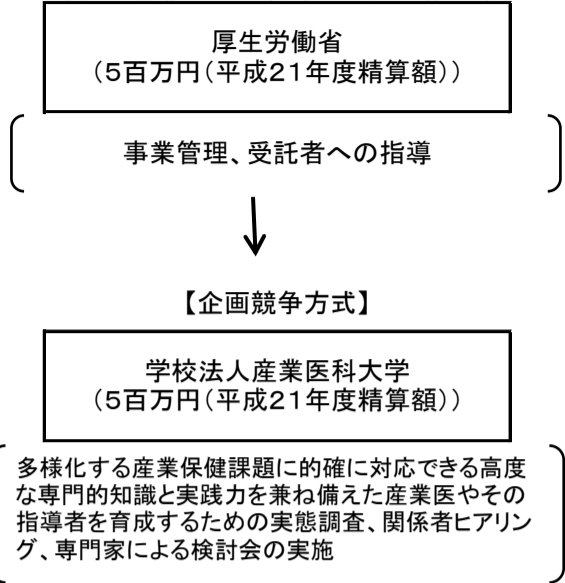 厚生労働省
（５百万円（平成２１年度精算額））
事業管理、受託者への指導
【企画競争方式】
学校法人産業医科大学
（５百万円（平成２１年度精算額））
多様化する産業保健課題に的確に対応できる高度
な専門的知識と実践力を兼ね備えた産業医やその
指導者を育成するための実態調査、関係者ヒアリン
グ、専門家による検討会の実施